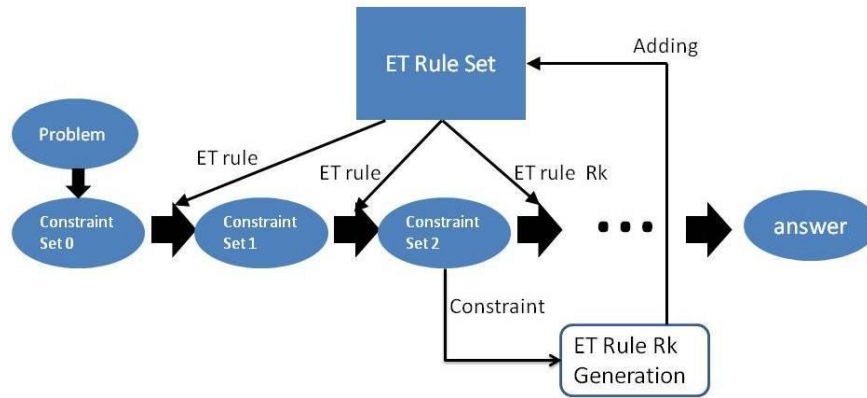 Adding
ET Rule Set
Problem
ET rule
ET rule
ET rule Rk
Constraint
Set 0
Constraint
Set 1
Constraint
Set 2
...
answer
Constraint
ET Rule Rk
Generation